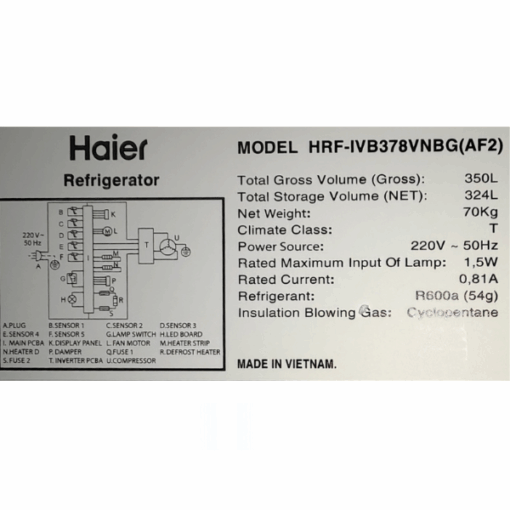 Haier
Refrigerator
220V~
50 Hz
A
B
C
D
E
F
G
H
I
K
L
M
N
P
Q
R
S
T
U
A.PLUG B.SENSOR 1 C.SENSOR 2 D.SENSOR 3
E.SENSOR 4 F.SENSOR 5 G.LAMP SWITCH H.LED BOARD
I. MAIN PCBA K.DISPLAY PANEL L.FAN MOTOR M.HEATER STRIP
N.HEATER D P.DAMPER Q.FUSE 1 R.DEFROST HEATER
S.FUSE 2 T. INVERTER PCBA U.COMPRESSOR
MODEL HRF-IVB378VNBG(AF2)
Total Gross Volume (Gross): 350L
Total Storage Volume (NET): 324L
Net Weight: 70Kg
Climate Class: T
Power Source: 220V ~ 50Hz
Rated Maximum Input Of Lamp: 1,5W
Rated Current: 0,81A
Refrigerant: R600a (54g)
Insulation Blowing Gas: Cyclopentane
MADE IN VIETNAM.